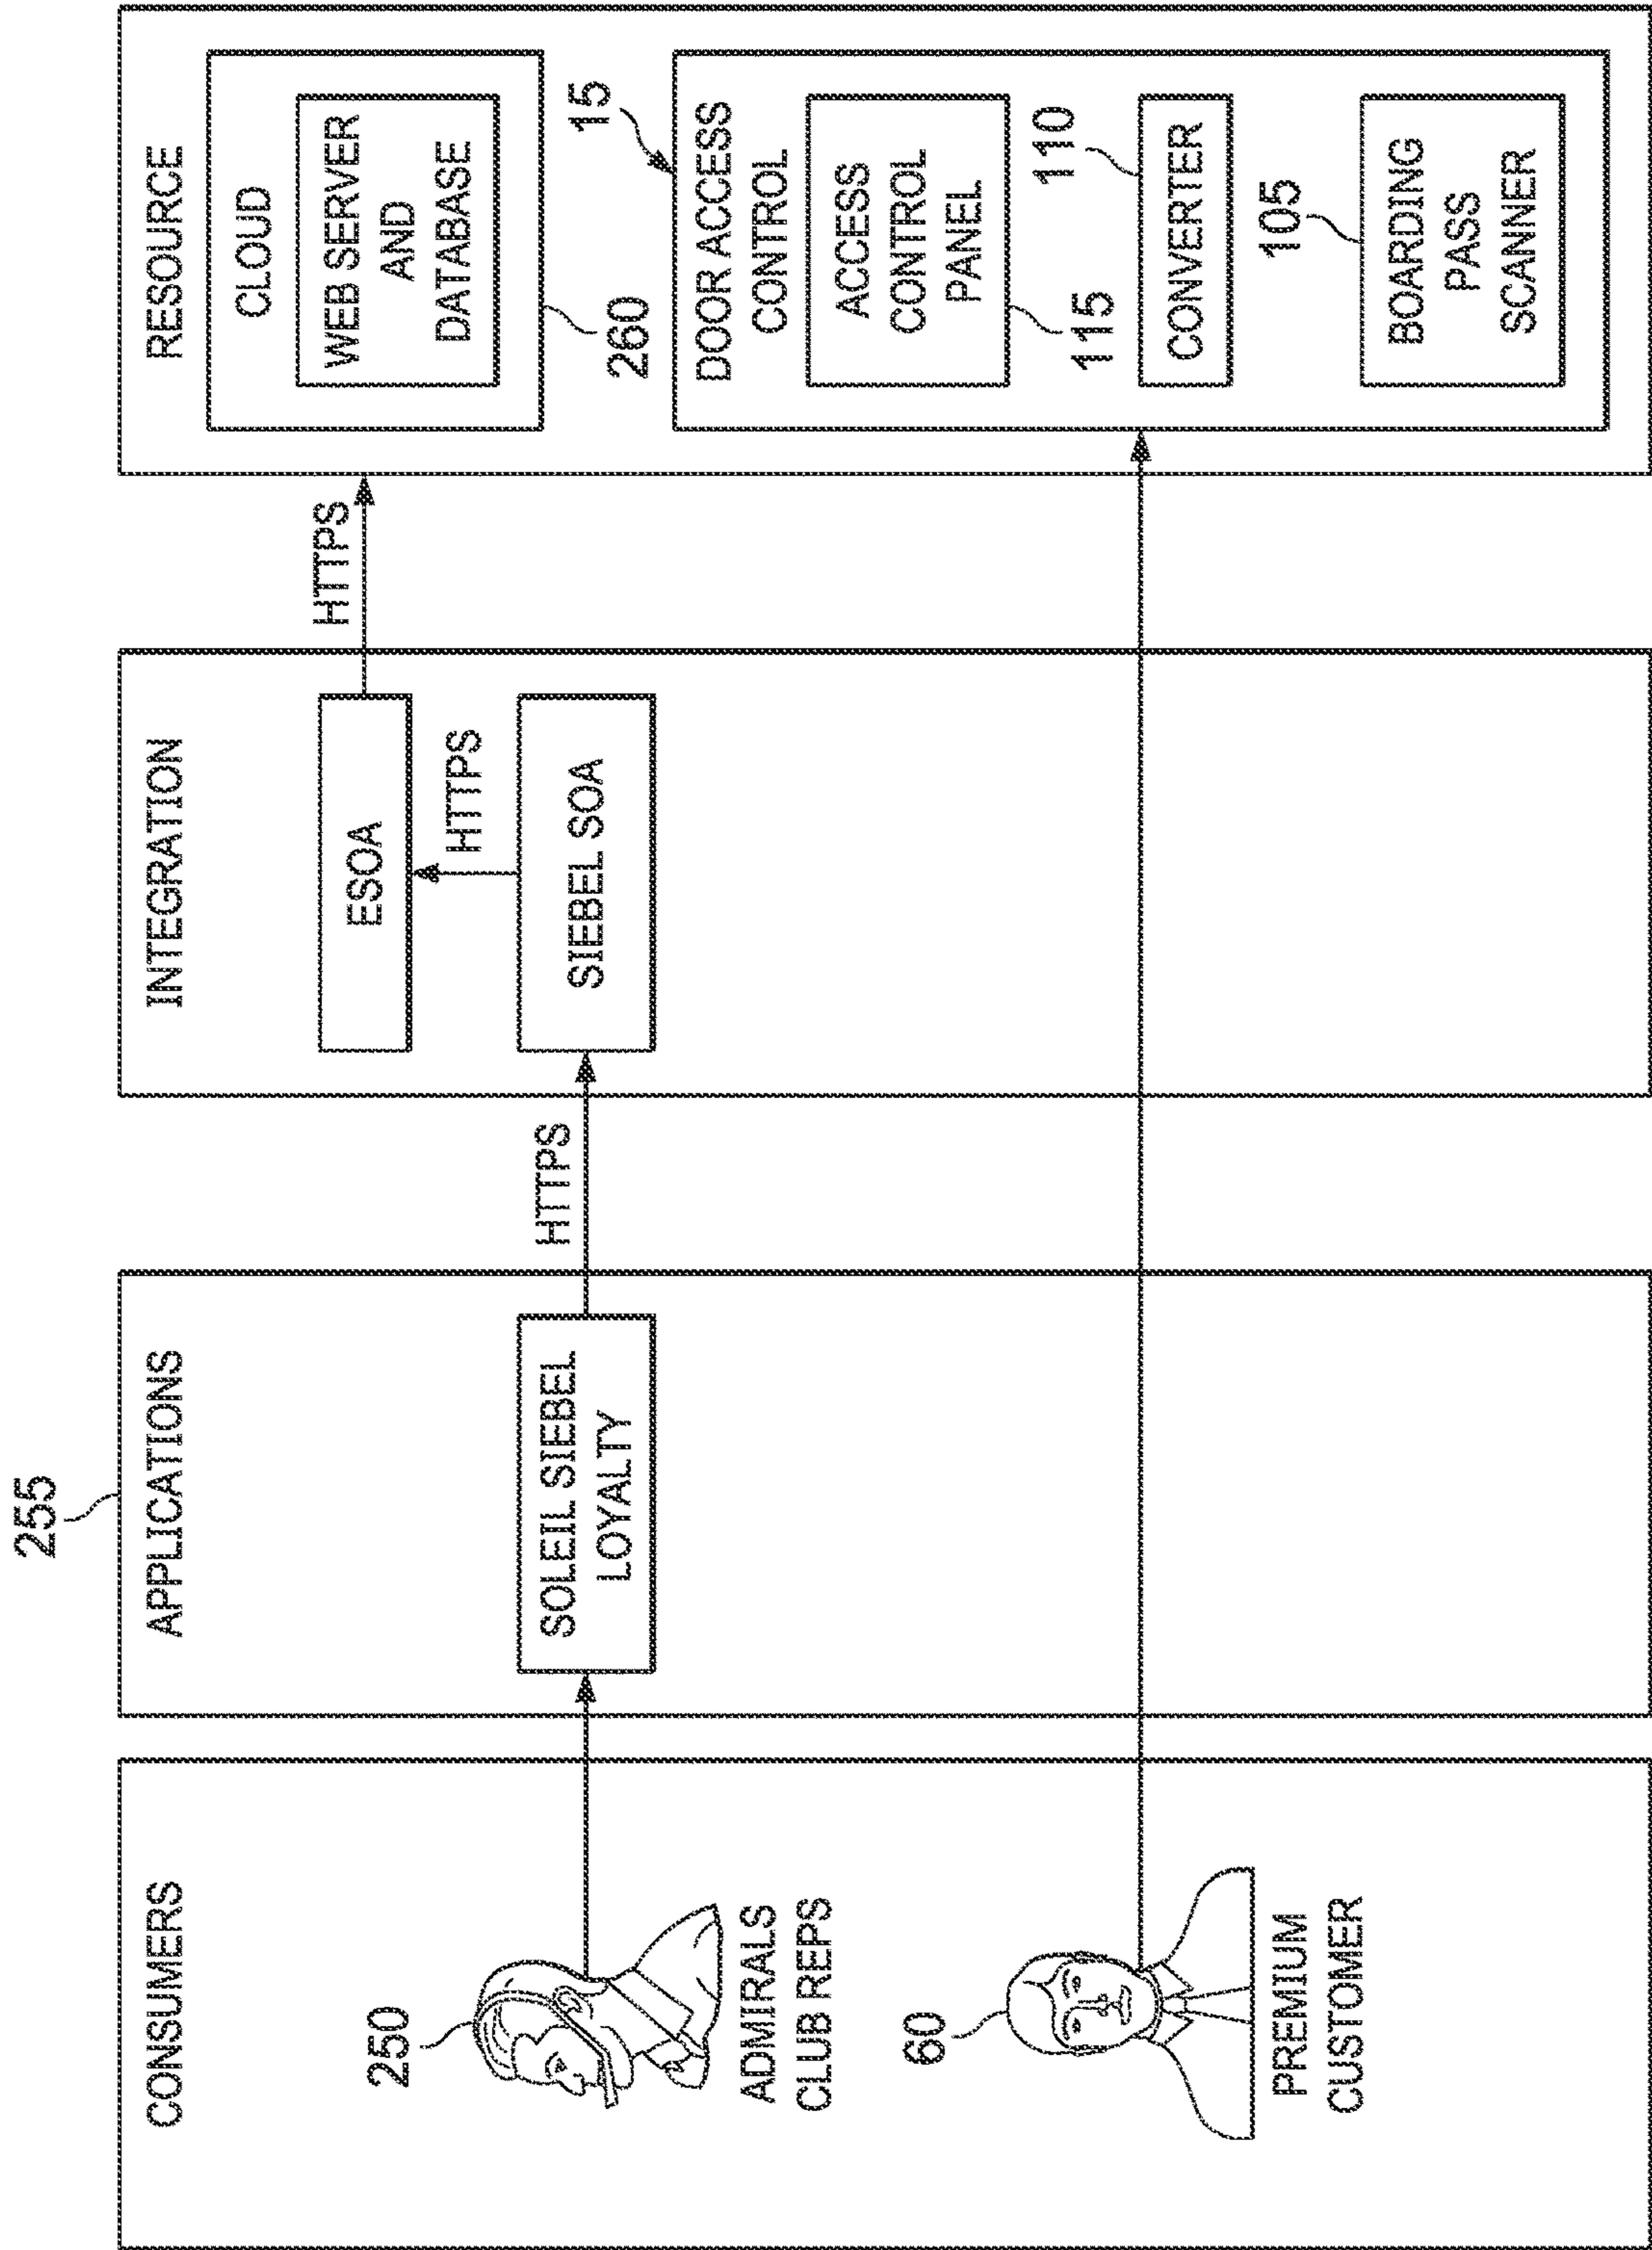 255
CONSUMERS
250
ADMIRALS
CLUB REPS
60
PREMIUM
CUSTOMER
APPLICATIONS
SOLEIL SIEBEL
LOYALTY
HTTPS
INTEGRATION
ESOA
HTTPS
SIEBEL SOA
HTTPS
RESOURCE
CLOUD
WEB SERVER
AND
DATABASE
260
15
DOOR ACCESS
CONTROL
ACCESS
CONTROL
PANEL
115
110
CONVERTER
105
BOARDING
PASS
SCANNER